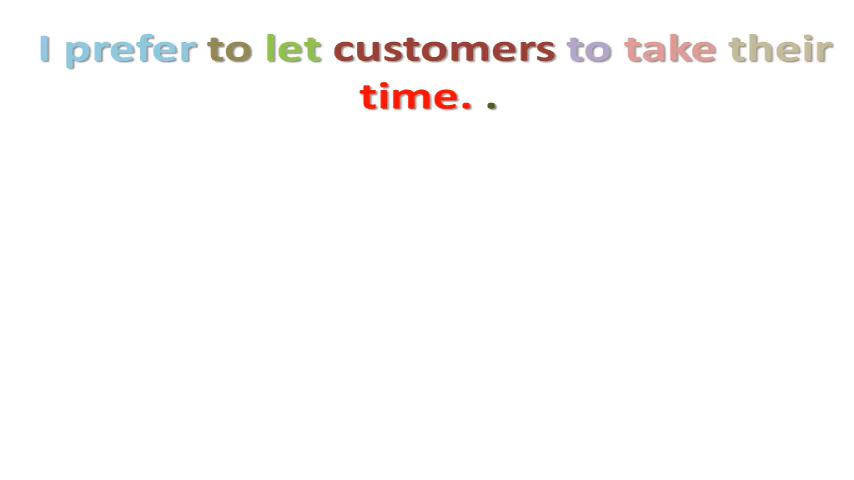 I prefer to let customers to take their
time. .